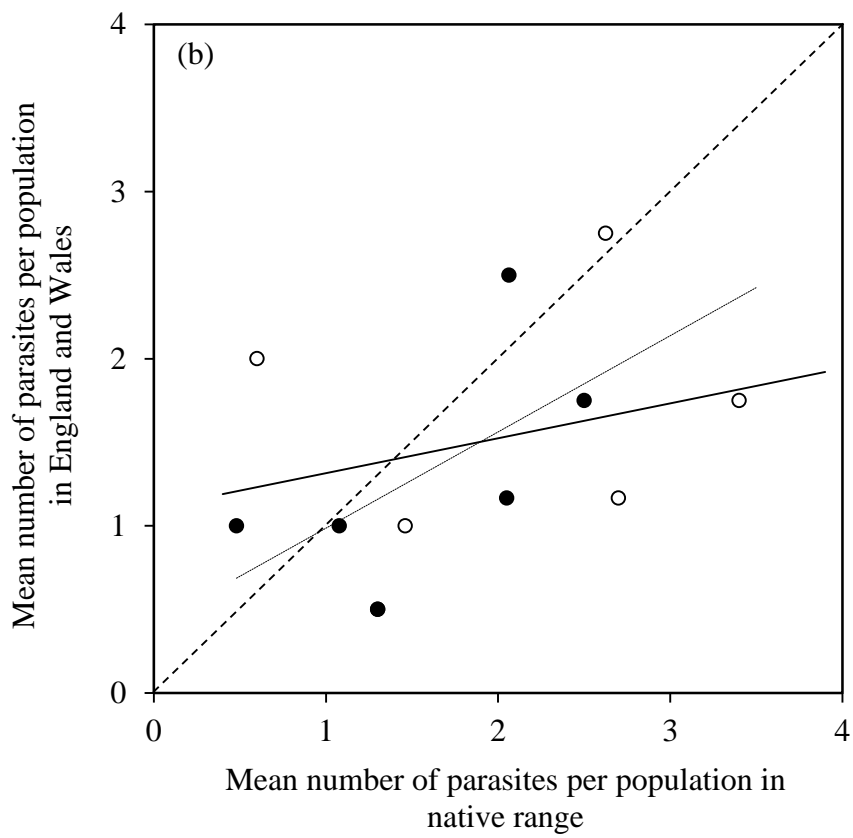 (b)
4
3
2
1
0
Mean number of parasites per population
in England and Wales
0 1 2 3 4
Mean number of parasites per population in
native range